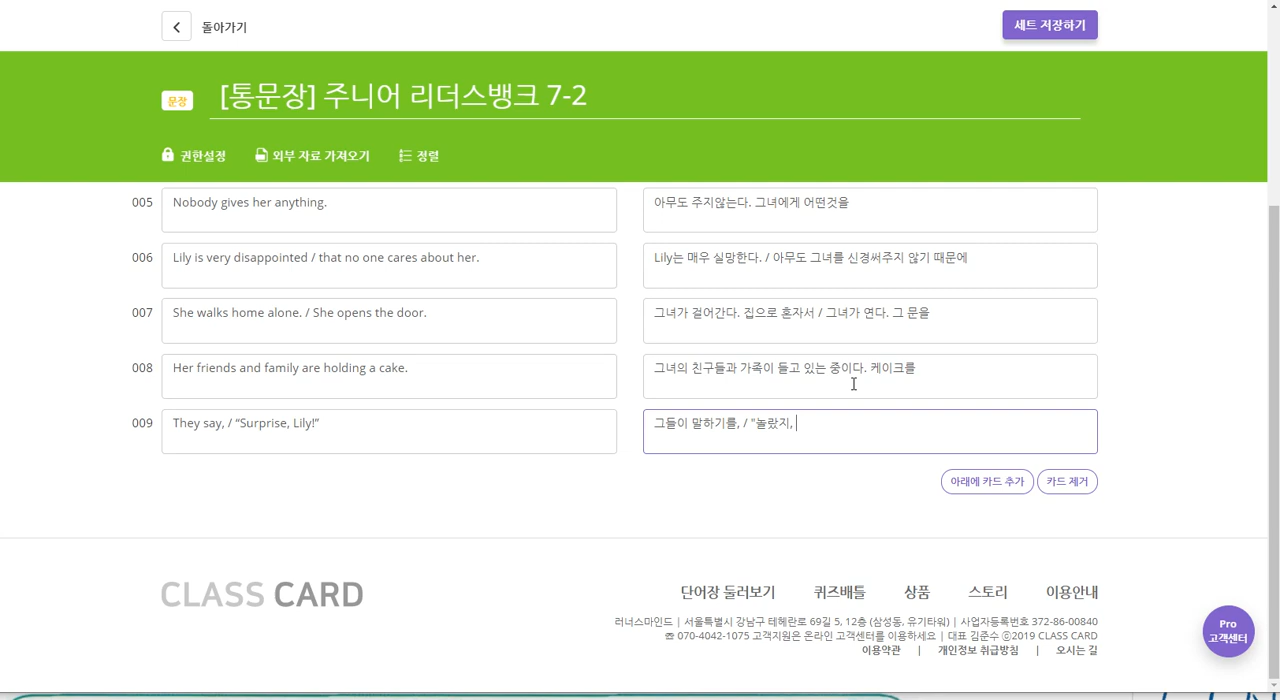 돌아가기
세트 저장하기
문장 [통문장] 주니어 리더스뱅크 7-2
권한설정 외부 자료 가져오기 정렬
005 Nobody gives her anything. 아무도 주지않는다. 그녀에게 어떤것을
006 Lily is very disappointed / that no one cares about her. Lily는 매우 실망한다. / 아무도 그녀를 신경써주지 않기 때문에
007 She walks home alone. / She opens the door. 그녀가 걸어간다. 집으로 혼자서 / 그녀가 연다. 그 문을
008 Her friends and family are holding a cake. 그녀의 친구들과 가족이 들고 있는 중이다. 케이크를
009 They say, / “Surprise, Lily!” 그들이 말하기를, / "놀랐지,
아래에 카드 추가 카드 제거
CLASS CARD
단어장 둘러보기 퀴즈배틀 상품 스토리 이용안내
러너스마인드 | 서울특별시 강남구 테헤란로 69길 5, 12층 (삼성동, 유기타워) | 사업자등록번호 372-86-00840
☏ 070-4042-1075 고객지원은 온라인 고객센터를 이용하세요 | 대표 김준수 ⓒ2019 CLASS CARD
이용약관 | 개인정보 취급방침 | 오시는 길
Pro
고객센터